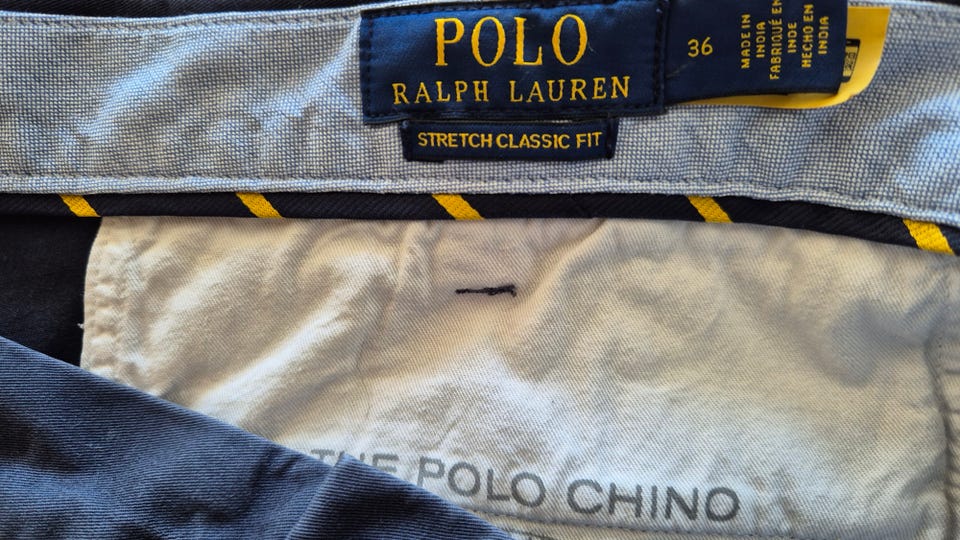 POLO
RALPH LAUREN
STRETCH CLASSIC FIT
36
MADE IN
INDIA
FABRIQUÉ EN
INDE
HECHO EN
INDIA
THE POLO CHINO